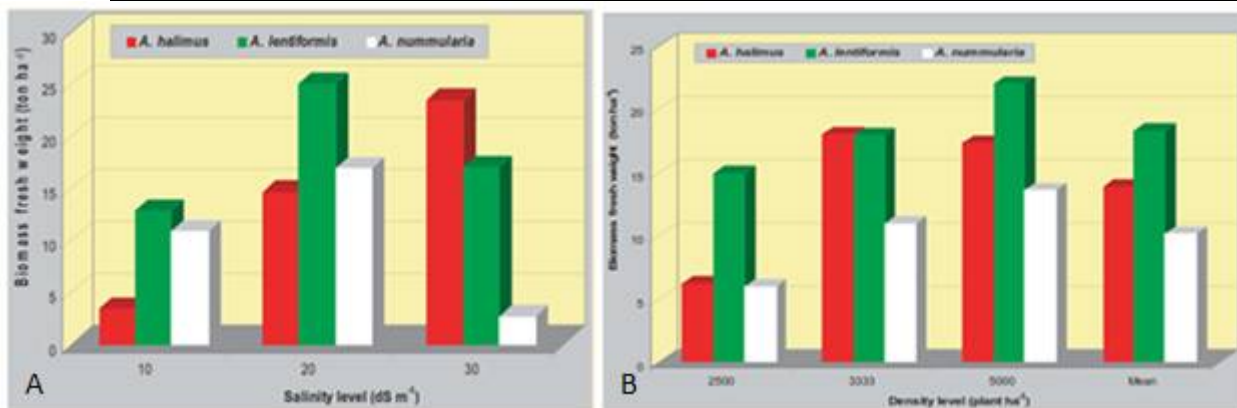 A. halimus A. lentiformis A. nummularia
Biomass fresh weight (ton ha⁻¹)
30
25
20
15
10
5
0
10 20 30
Salinity level (dS m⁻¹)
A
A. halimus A. lentiformis A. nummularia
Biomass fresh weight (ton ha⁻¹)
25
20
15
10
5
0
2500 3333 5000 Mean
Density level (plant ha⁻¹)
B